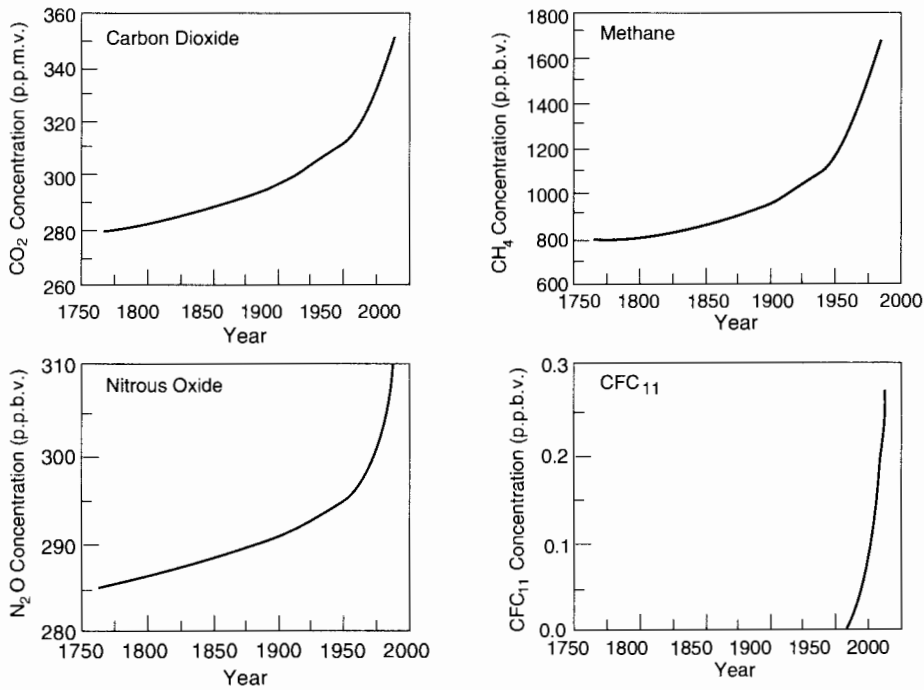 Carbon Dioxide
CO₂ Concentration (p.p.m.v.)
360
340
320
300
280
260
1750 1800 1850 1900 1950 2000
Year
Methane
CH₄ Concentration (p.p.b.v.)
1800
1600
1400
1200
1000
800
600
1750 1800 1850 1900 1950 2000
Year
Nitrous Oxide
N₂O Concentration (p.p.b.v.)
310
300
290
280
1750 1800 1850 1900 1950 2000
Year
CFC₁₁
CFC₁₁ Concentration (p.p.b.v.)
0.3
0.2
0.1
0.0
1750 1800 1850 1900 1950 2000
Year